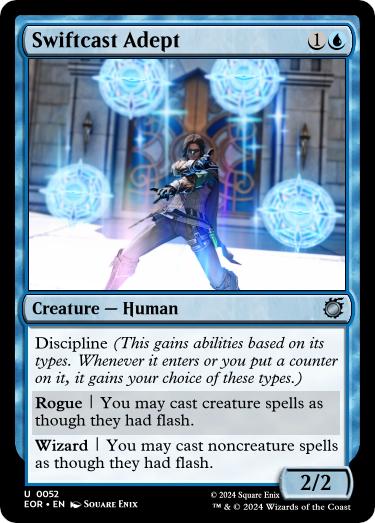 Swiftcast Adept 1
Creature — Human
Discipline (This gains abilities based on its
types. Whenever it enters or you put a counter
on it, it gains your choice of these types.)
Rogue | You may cast creature spells as
though they had flash.
Wizard | You may cast noncreature spells
as though they had flash.
2/2
U 0052
EOR • EN Square Enix
© 2024 Square Enix
™ & © 2024 Wizards of the Coast